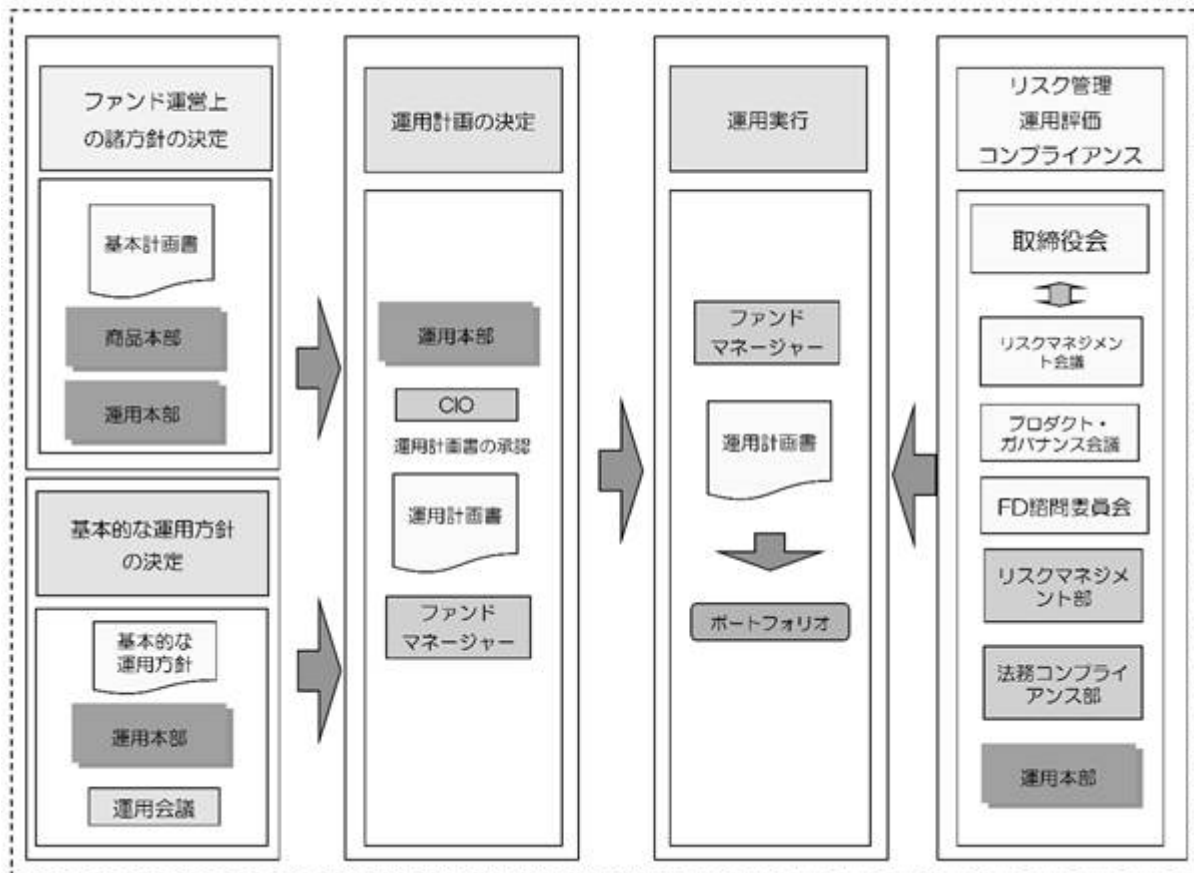 ファンド運営上
の諸方針の決定
基本計画書
商品本部
運用本部
基本的な運用方針
の決定
基本的な
運用方針
運用本部
運用会議
運用計画の決定
運用本部
CIO
運用計画書の承認
運用計画書
ファンド
マネージャー
運用実行
ファンド
マネージャー
運用計画書
ポートフォリオ
リスク管理
運用評価
コンプライアンス
取締役会
リスクマネジメン
ト会議
プロダクト・
ガバナンス会議
FD諮問委員会
リスクマネジメ
ント部
法務コンプライ
アンス部
運用本部